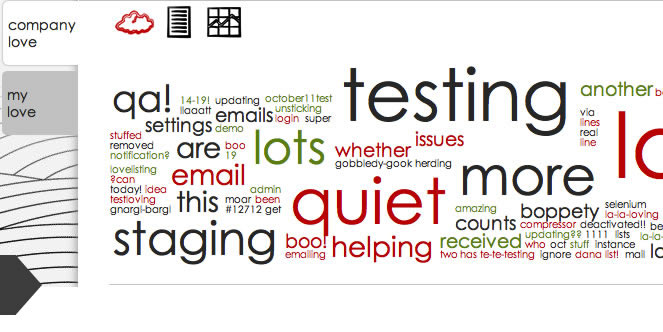 company
love
my
love
qa!
14-19!
updating
october11test
llaaatt
emails
unsticking
settings
demo
login
super
testing
another
via
lines
real
line
stuffed
removed
notification?
are
boo
19
lots
whether
issues
gobbledy-gook herding
lovelisting
?can
today!
idea
testloving
gnargl-bargl
email
admin
this
moar
been
#12712
get
quiet
more
amazing
counts
boppety
selenium
la-la-loving
compressor
deactivated!!
updating??
1111
lists
staging
boo!
emailing
helping
received
who
oct
stuff
instance
two
has
te-te-testing
ignore
dana
list!
mail